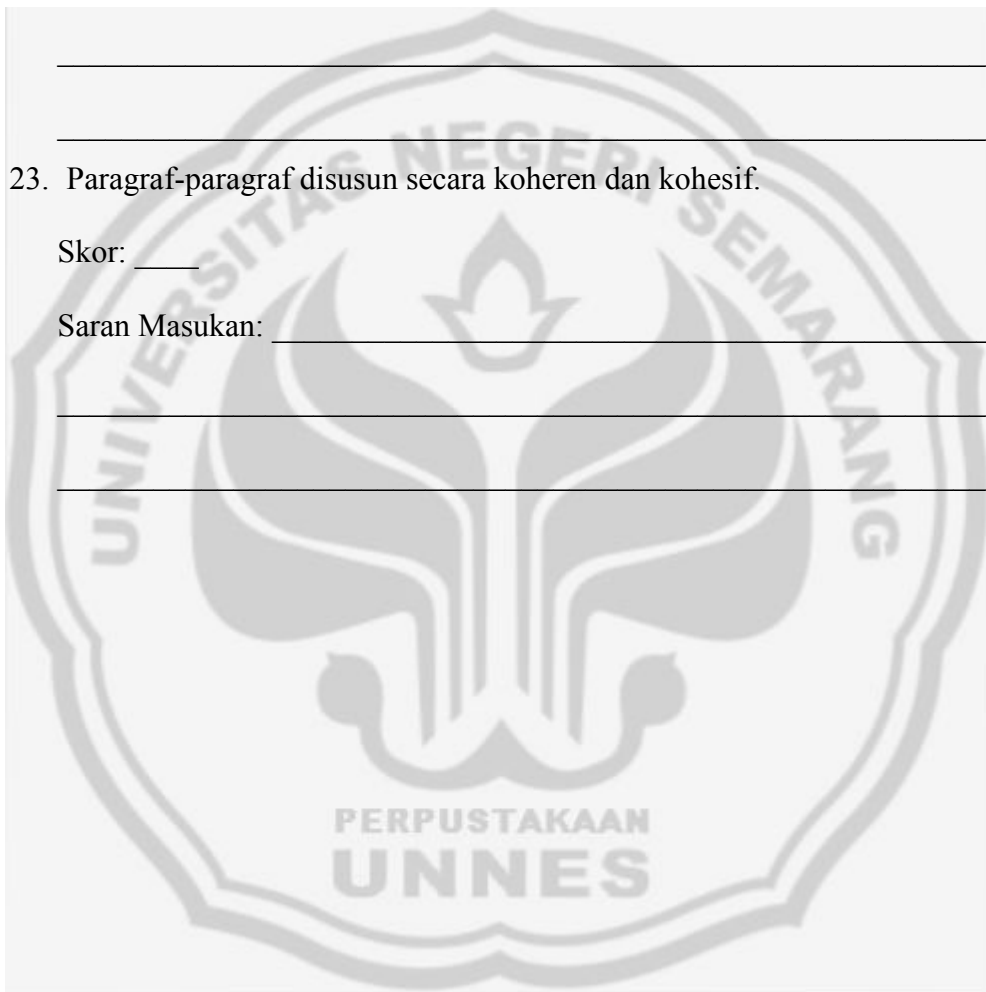 23. Paragraf-paragraf disusun secara koheren dan kohesif.
Skor: ____
Saran Masukan: ____
UNIVERSITAS NEGERI SEMARANG
PERPUSTAKAAN
UNNES